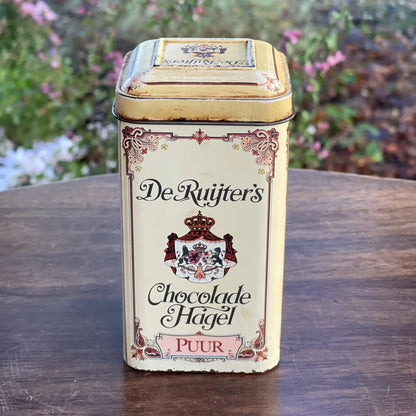 De Ruijter's
Chocolade
Hagel
PUUR